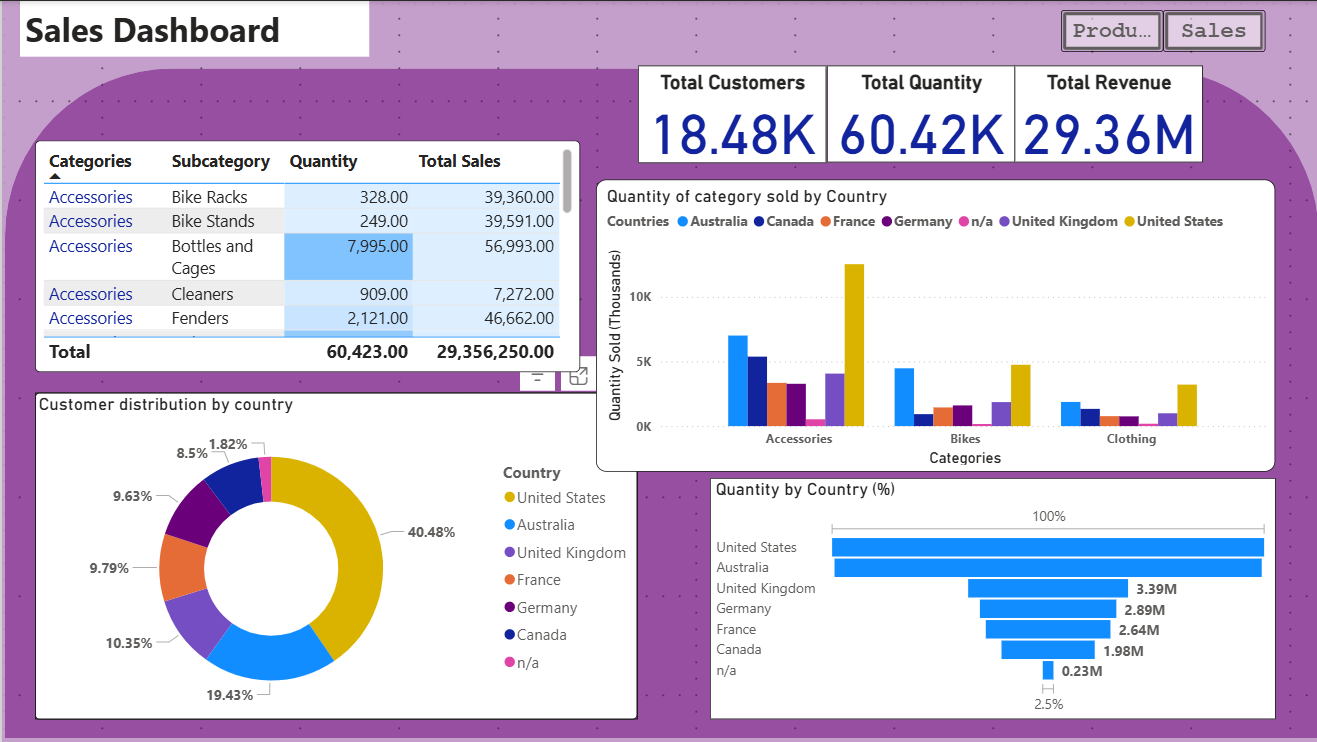 Sales Dashboard
Produ...
Sales
Total Customers
18.48K
Total Quantity
60.42K
Total Revenue
29.36M
Categories Subcategory Quantity Total Sales
Accessories Bike Racks 328.00 39,360.00
Accessories Bike Stands 249.00 39,591.00
Accessories Bottles and 7,995.00 56,993.00
Cages
Accessories Cleaners 909.00 7,272.00
Accessories Fenders 2,121.00 46,662.00
Total 60,423.00 29,356,250.00
Quantity of category sold by Country
Countries Australia Canada France Germany n/a United Kingdom United States
Quantity Sold (Thousands)
10K
5K
0K
Accessories Bikes Clothing
Categories
Customer distribution by country
1.82%
8.5%
9.63%
9.79%
10.35%
19.43%
40.48%
Country
United States
Australia
United Kingdom
France
Germany
Canada
n/a
Quantity by Country (%)
100%
United States
Australia
United Kingdom 3.39M
Germany 2.89M
France 2.64M
Canada 1.98M
n/a 0.23M
2.5%